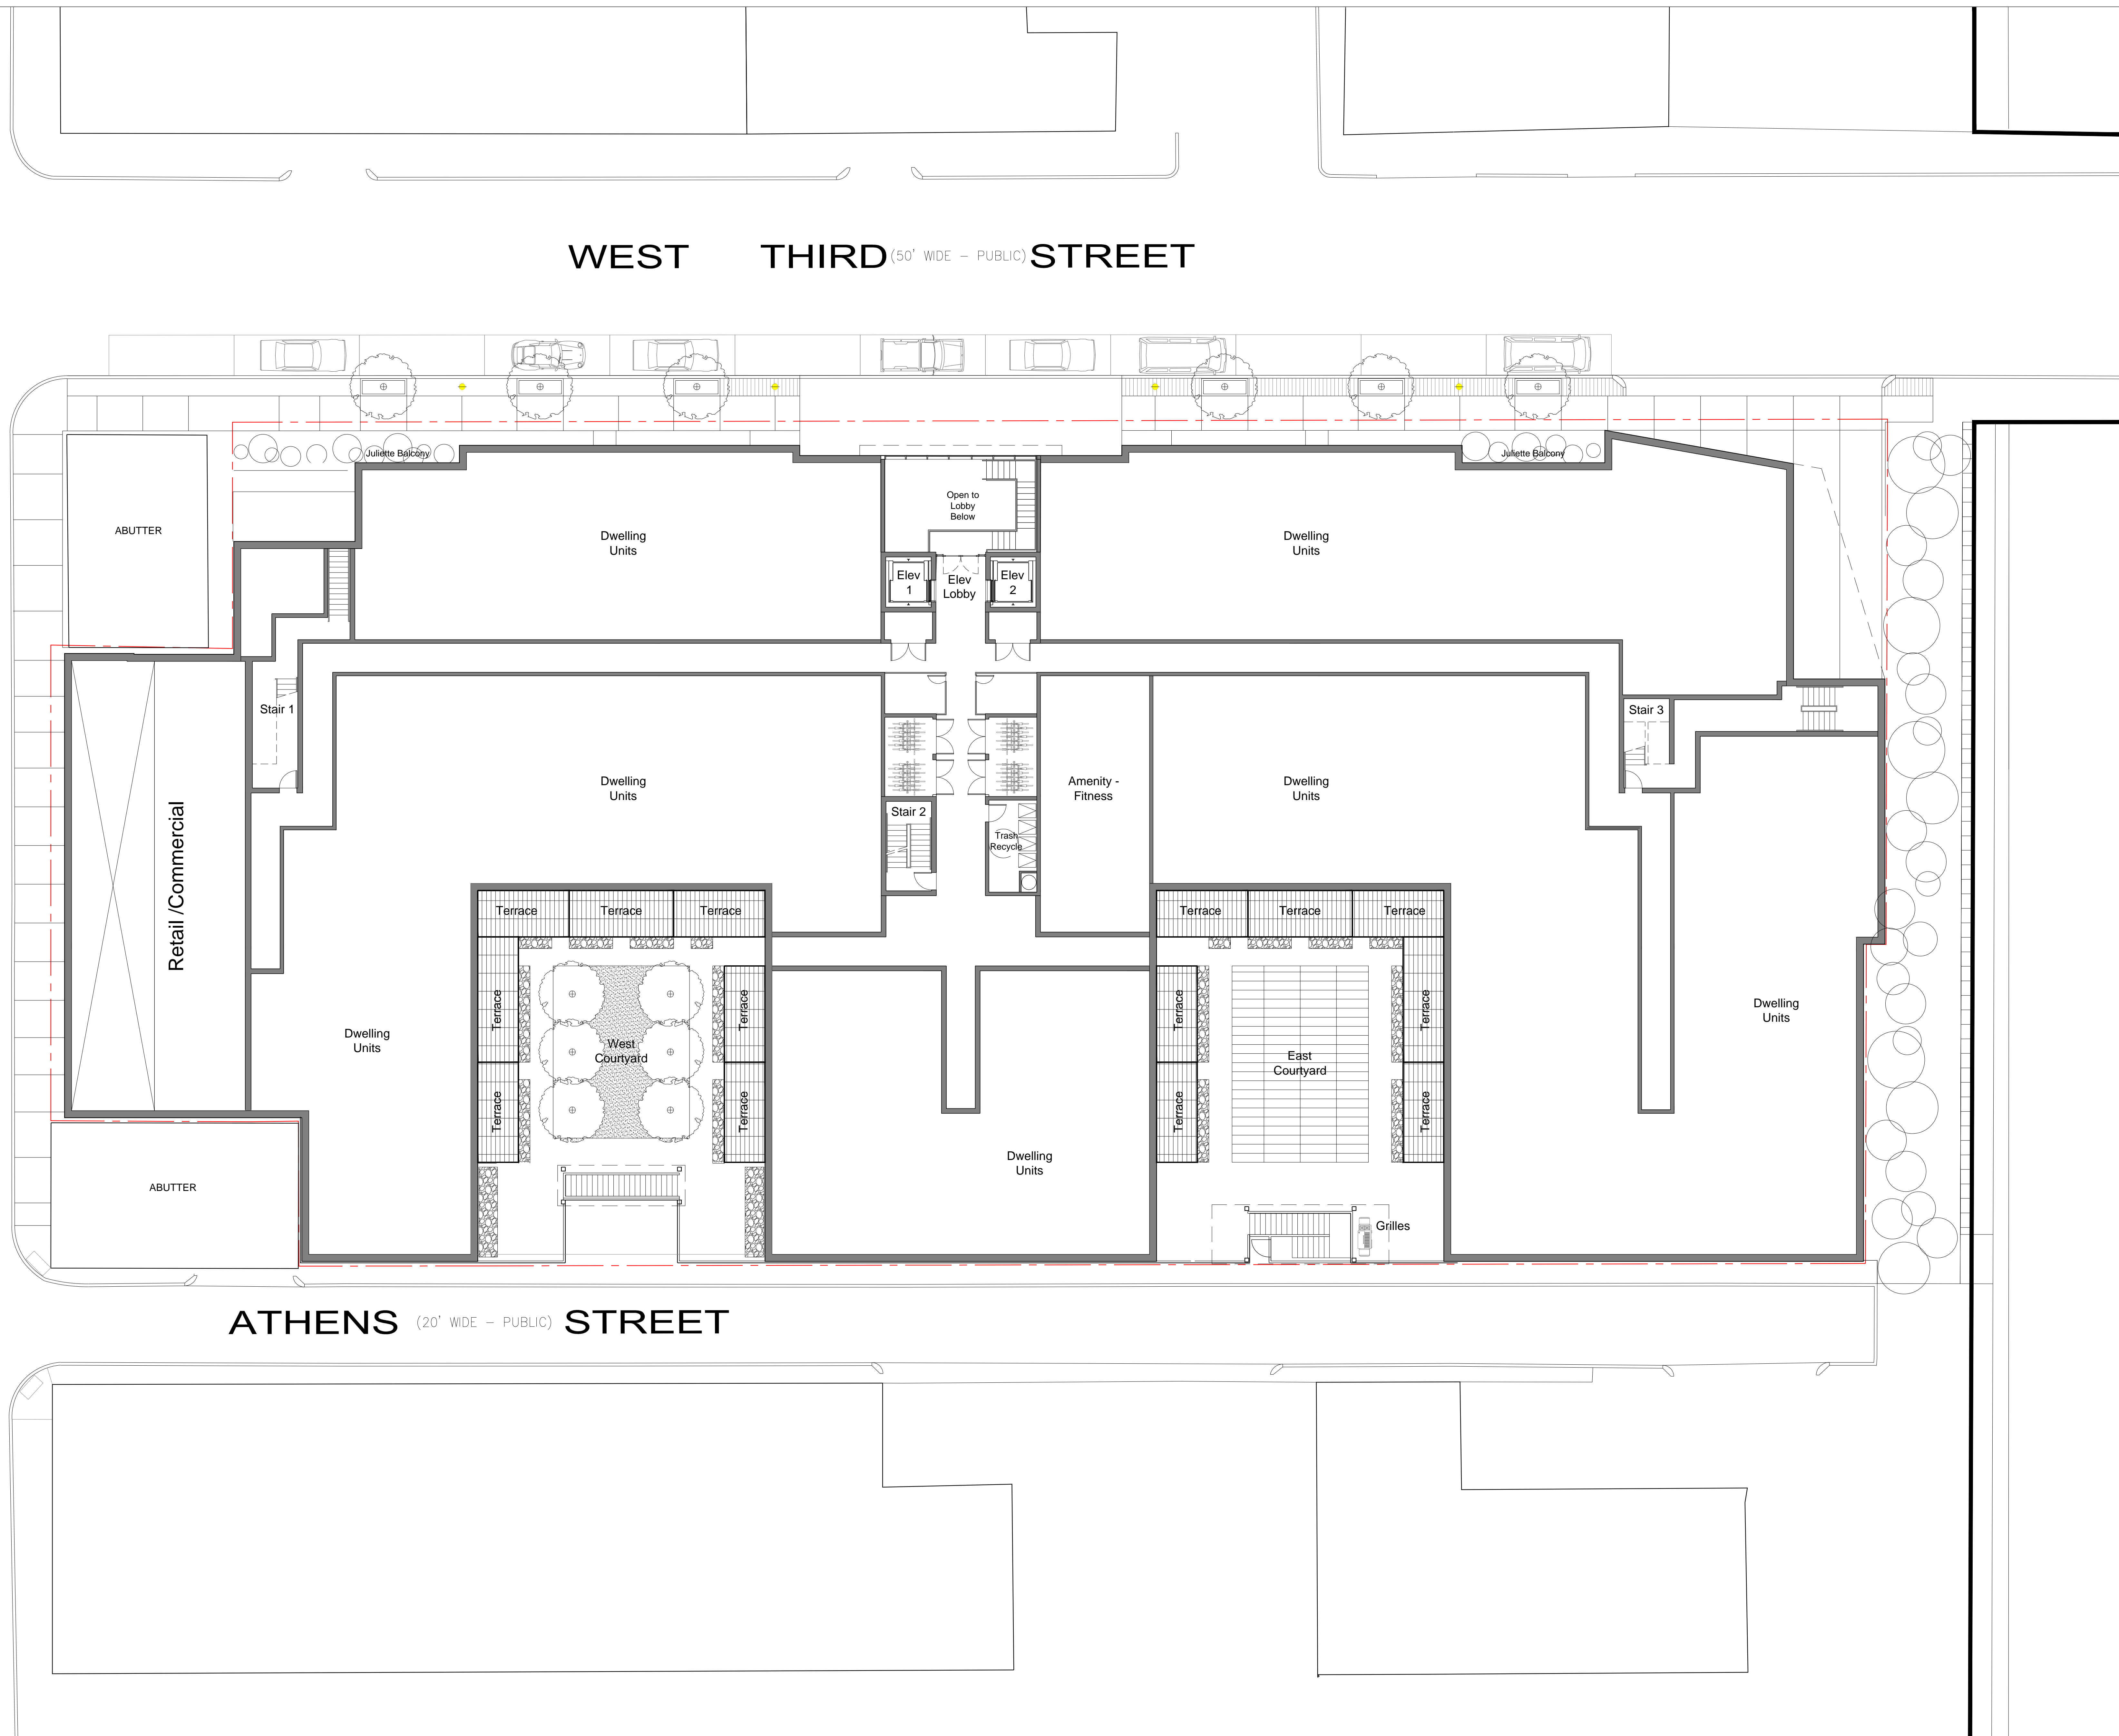 WEST THIRD (50' WIDE – PUBLIC) STREET
Juliette Balcony
Juliette Balcony
ABUTTER
Dwelling
Units
Open to
Lobby
Below
Dwelling
Units
Elev
1
Elev
Lobby
Elev
2
Stair 1
Stair 3
Dwelling
Units
Amenity -
Fitness
Dwelling
Units
Stair 2
Trash
Recycle
Retail /Commercial
Terrace
Terrace
Terrace
Terrace
Terrace
Terrace
Terrace
Terrace
Terrace
Terrace
Dwelling
Units
Dwelling
Units
West
Courtyard
East
Courtyard
Terrace
Terrace
Terrace
Terrace
Dwelling
Units
ABUTTER
Grilles
ATHENS (20' WIDE – PUBLIC) STREET